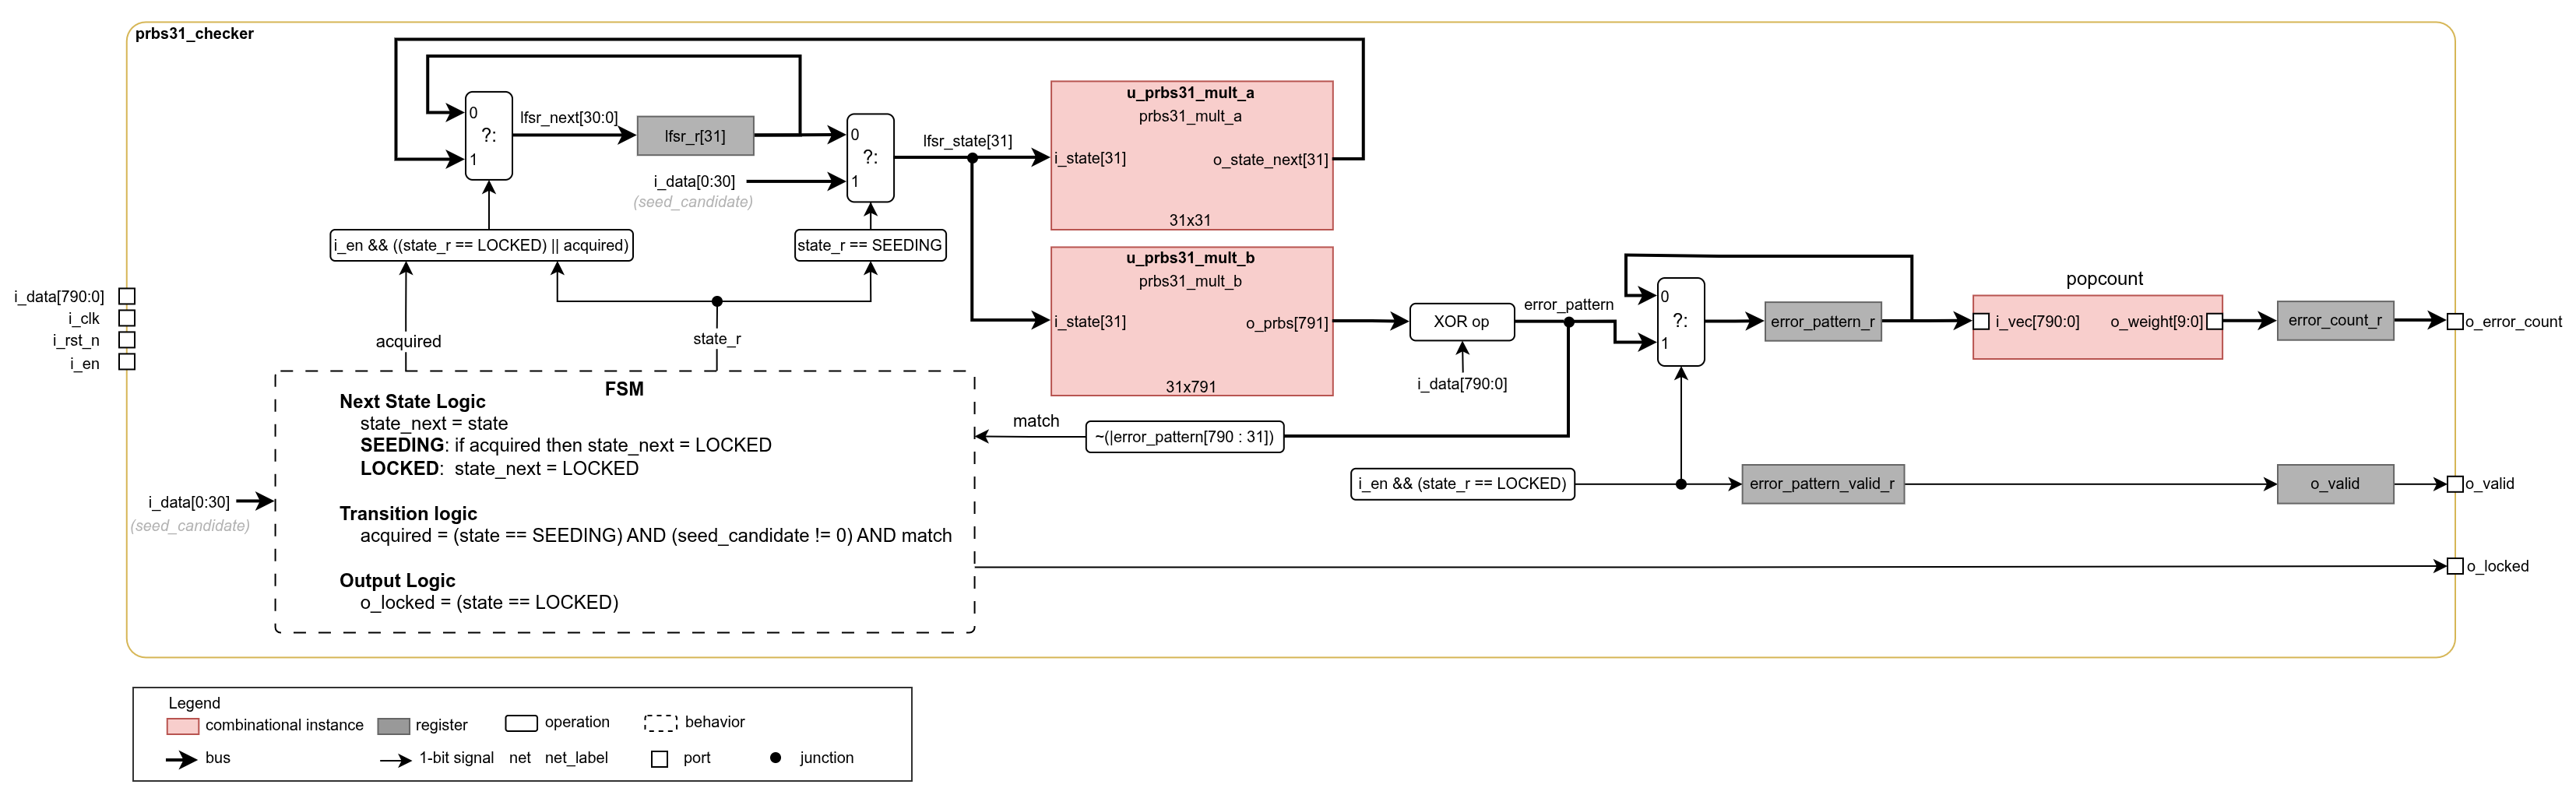 prbs31_checker
0
?:
1
lfsr_next[30:0]
lfsr_r[31]
i_data[0:30]
(seed_candidate)
0
?:
1
lfsr_state[31]
u_prbs31_mult_a
prbs31_mult_a
i_state[31]
o_state_next[31]
31x31
i_en && ((state_r == LOCKED) || acquired)
state_r == SEEDING
u_prbs31_mult_b
prbs31_mult_b
i_state[31]
o_prbs[791]
31x791
XOR op
i_data[790:0]
error_pattern
0
?:
1
error_pattern_r
popcount
i_vec[790:0]
o_weight[9:0]
error_count_r
o_error_count
i_data[790:0]
i_clk
i_rst_n
i_en
acquired
state_r
FSM
Next State Logic
state_next = state
SEEDING: if acquired then state_next = LOCKED
LOCKED: state_next = LOCKED
Transition logic
acquired = (state == SEEDING) AND (seed_candidate != 0) AND match
Output Logic
o_locked = (state == LOCKED)
i_data[0:30]
(seed_candidate)
match
~(|error_pattern[790 : 31])
i_en && (state_r == LOCKED)
error_pattern_valid_r
o_valid
o_valid
o_locked
Legend
combinational instance
register
operation
behavior
bus
1-bit signal
net
net_label
port
junction